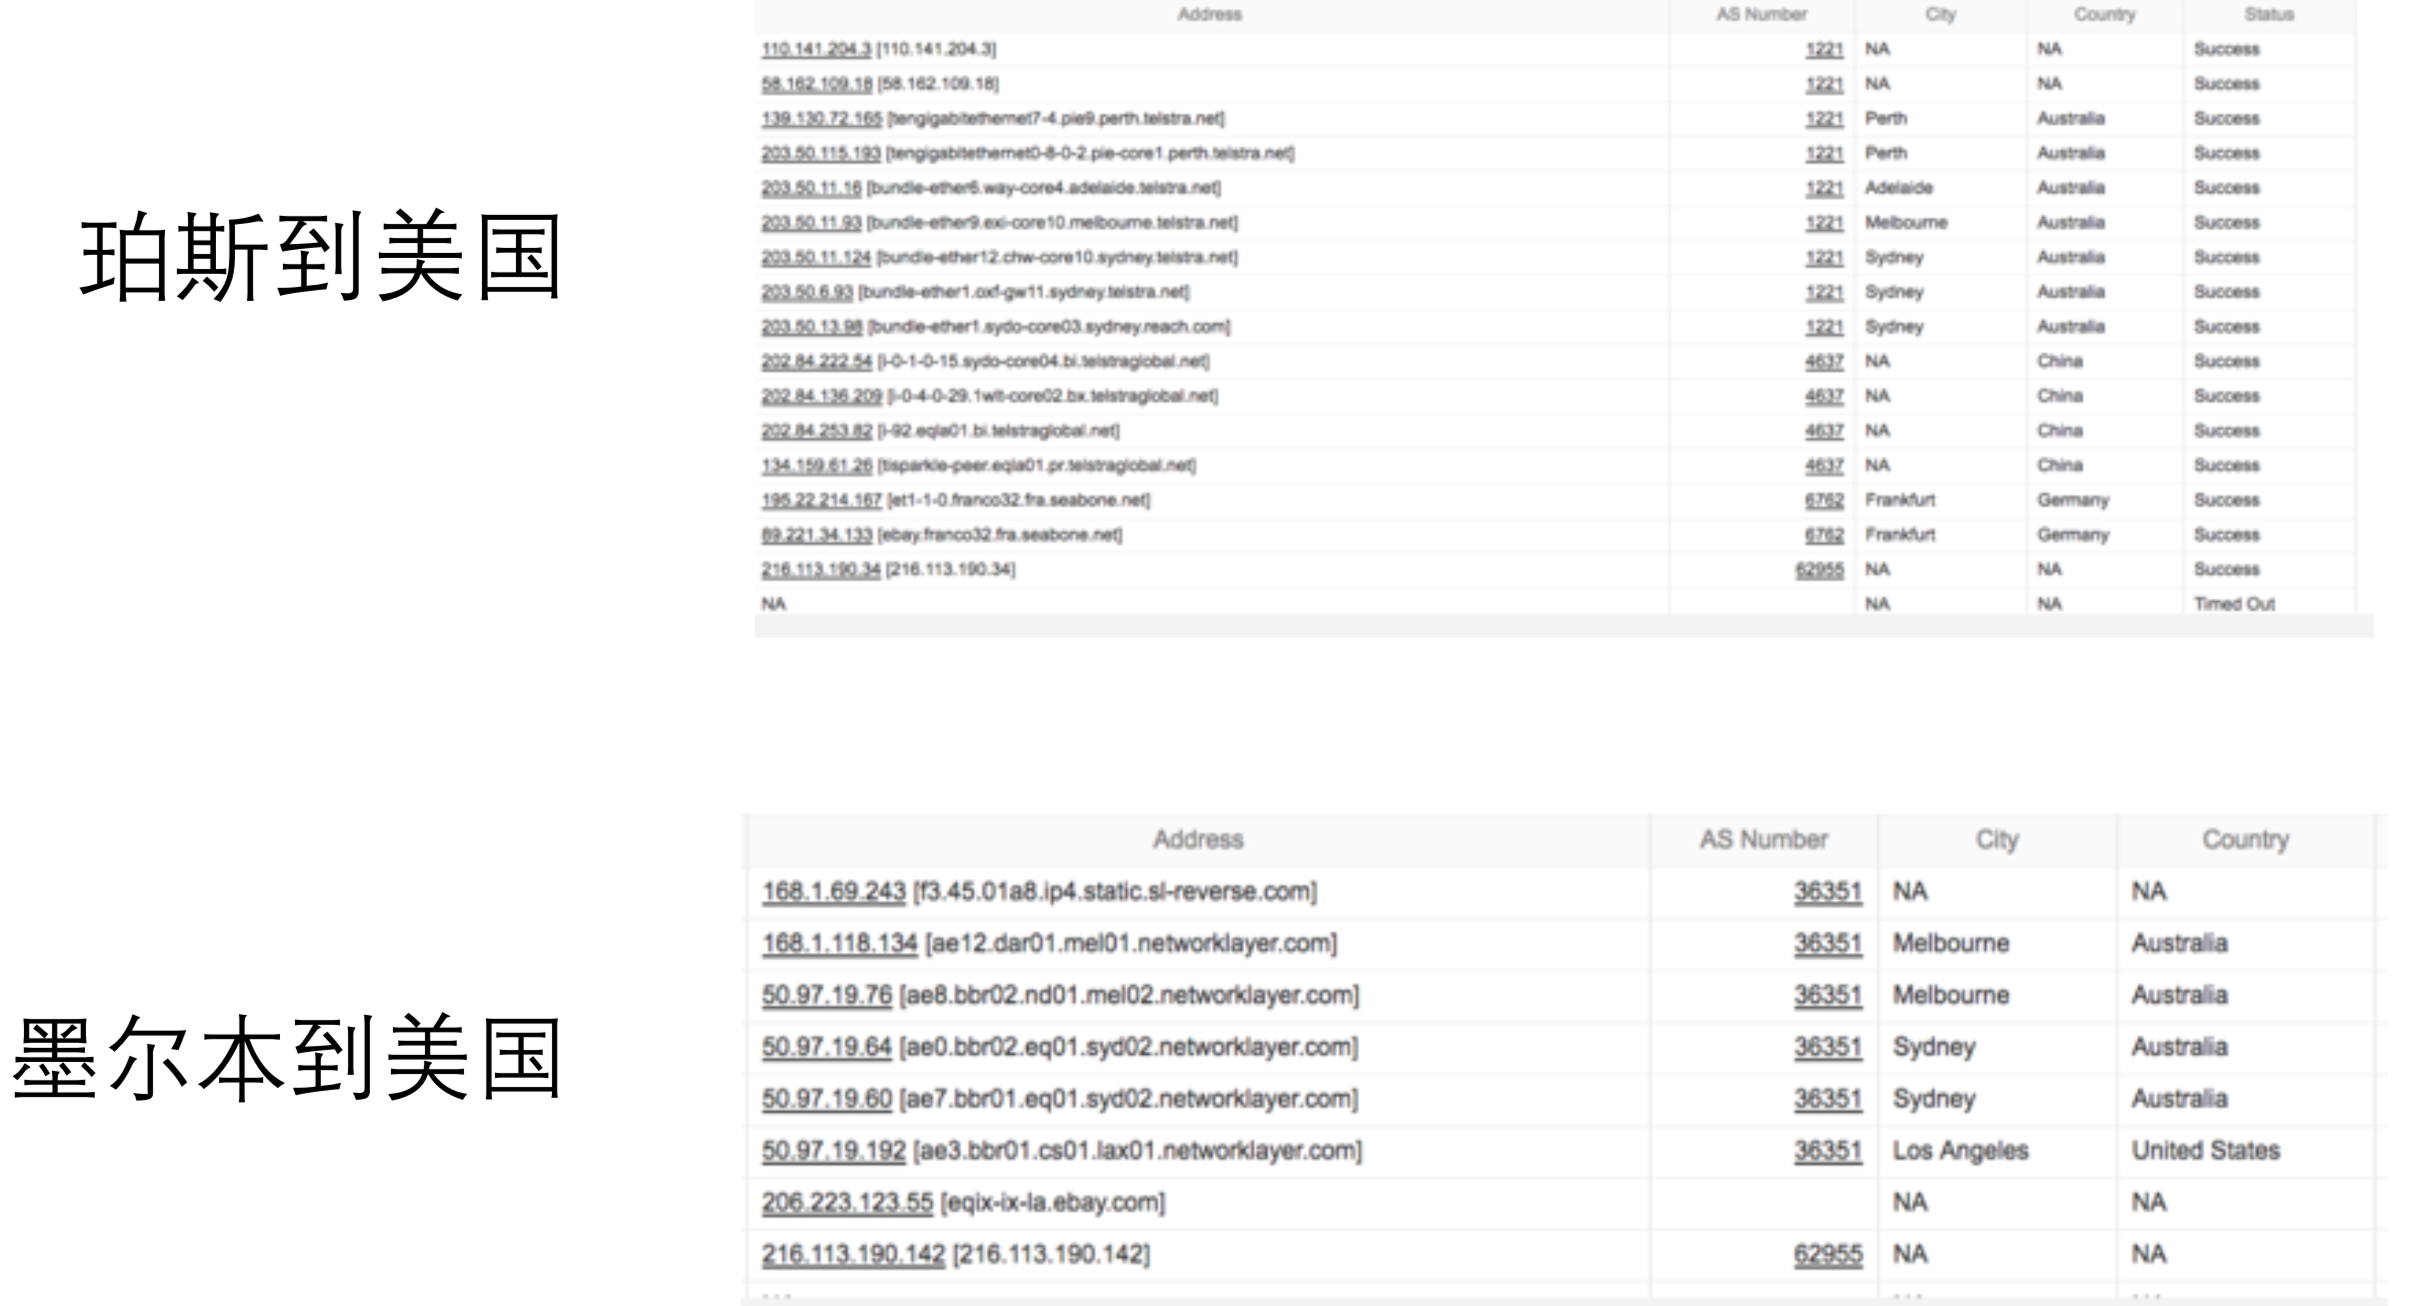 珀斯到美国
Address AS Number City Country Status
110.141.204.3 [110.141.204.3] 1221 NA NA Success
58.162.109.18 [58.162.109.18] 1221 NA NA Success
139.130.72.165 [tengigabitethernet7-4.pie9.perth.telstra.net] 1221 Perth Australia Success
203.50.115.193 [tengigabitethernet0-8-0-2.pie-core1.perth.telstra.net] 1221 Perth Australia Success
203.50.11.16 [bundle-ether6.way-core4.adelaide.telstra.net] 1221 Adelaide Australia Success
203.50.11.93 [bundle-ether9.exi-core10.melbourne.telstra.net] 1221 Melbourne Australia Success
203.50.11.124 [bundle-ether12.chw-core10.sydney.telstra.net] 1221 Sydney Australia Success
203.50.6.93 [bundle-ether1.oxf-gw11.sydney.telstra.net] 1221 Sydney Australia Success
203.50.13.98 [bundle-ether1.sydo-core03.sydney.reach.com] 1221 Sydney Australia Success
202.84.222.54 [i-0-1-0-15.sydo-core04.bi.telstraglobal.net] 4637 NA China Success
202.84.136.209 [i-0-4-0-29.1wlt-core02.bx.telstraglobal.net] 4637 NA China Success
202.84.253.82 [i-92.eqla01.bi.telstraglobal.net] 4637 NA China Success
134.159.61.26 [tisparkle-peer.eqla01.pr.telstraglobal.net] 4637 NA China Success
195.22.214.167 [et1-1-0.franco32.fra.seabone.net] 6762 Frankfurt Germany Success
89.221.34.133 [ebay.franco32.fra.seabone.net] 6762 Frankfurt Germany Success
216.113.190.34 [216.113.190.34] 62955 NA NA Success
NA NA NA Timed Out
墨尔本到美国
Address AS Number City Country
168.1.69.243 [f3.45.01a8.ip4.static.sl-reverse.com] 36351 NA NA
168.1.118.134 [ae12.dar01.mel01.networklayer.com] 36351 Melbourne Australia
50.97.19.76 [ae8.bbr02.nd01.mel02.networklayer.com] 36351 Melbourne Australia
50.97.19.64 [ae0.bbr02.eq01.syd02.networklayer.com] 36351 Sydney Australia
50.97.19.60 [ae7.bbr01.eq01.syd02.networklayer.com] 36351 Sydney Australia
50.97.19.192 [ae3.bbr01.cs01.lax01.networklayer.com] 36351 Los Angeles United States
206.223.123.55 [eqix-ix-la.ebay.com] NA NA
216.113.190.142 [216.113.190.142] 62955 NA NA